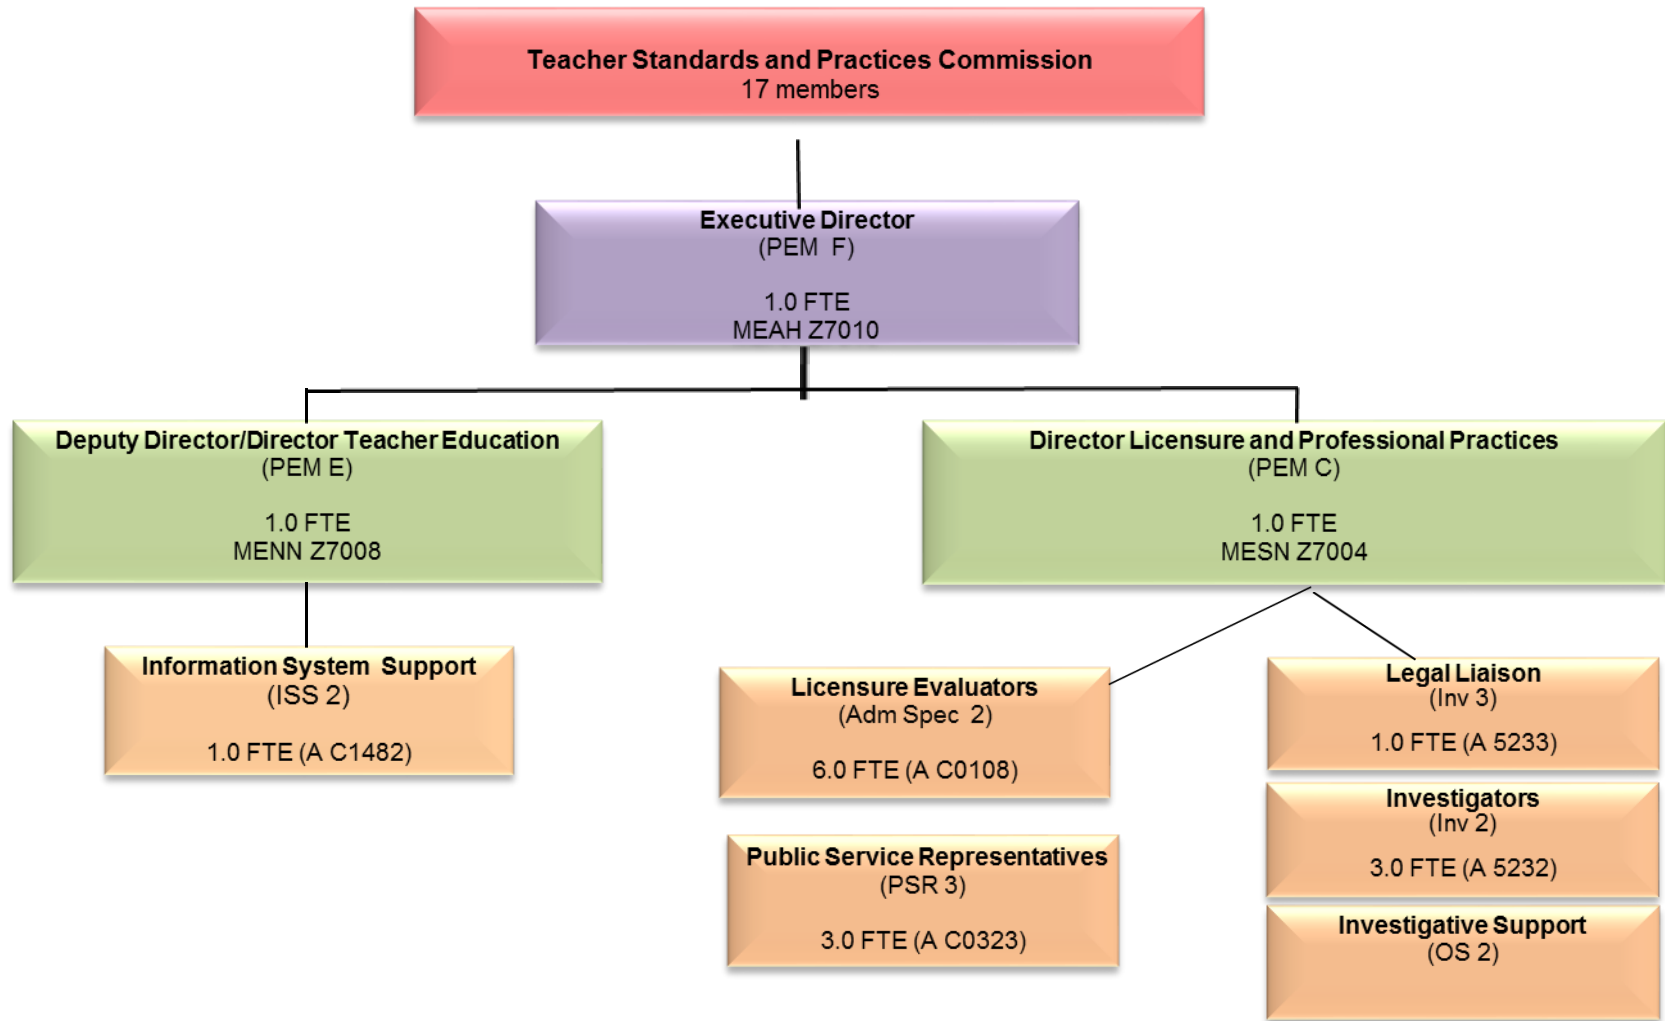 Teacher Standards and Practices Commission
17 members
Executive Director
(PEM F)
1.0 FTE
MEAH Z7010
Deputy Director/Director Teacher Education
(PEM E)
1.0 FTE
MENN Z7008
Director Licensure and Professional Practices
(PEM C)
1.0 FTE
MESN Z7004
Information System Support
(ISS 2)
1.0 FTE (A C1482)
Licensure Evaluators
(Adm Spec 2)
6.0 FTE (A C0108)
Public Service Representatives
(PSR 3)
3.0 FTE (A C0323)
Legal Liaison
(Inv 3)
1.0 FTE (A 5233)
Investigators
(Inv 2)
3.0 FTE (A 5232)
Investigative Support
(OS 2)